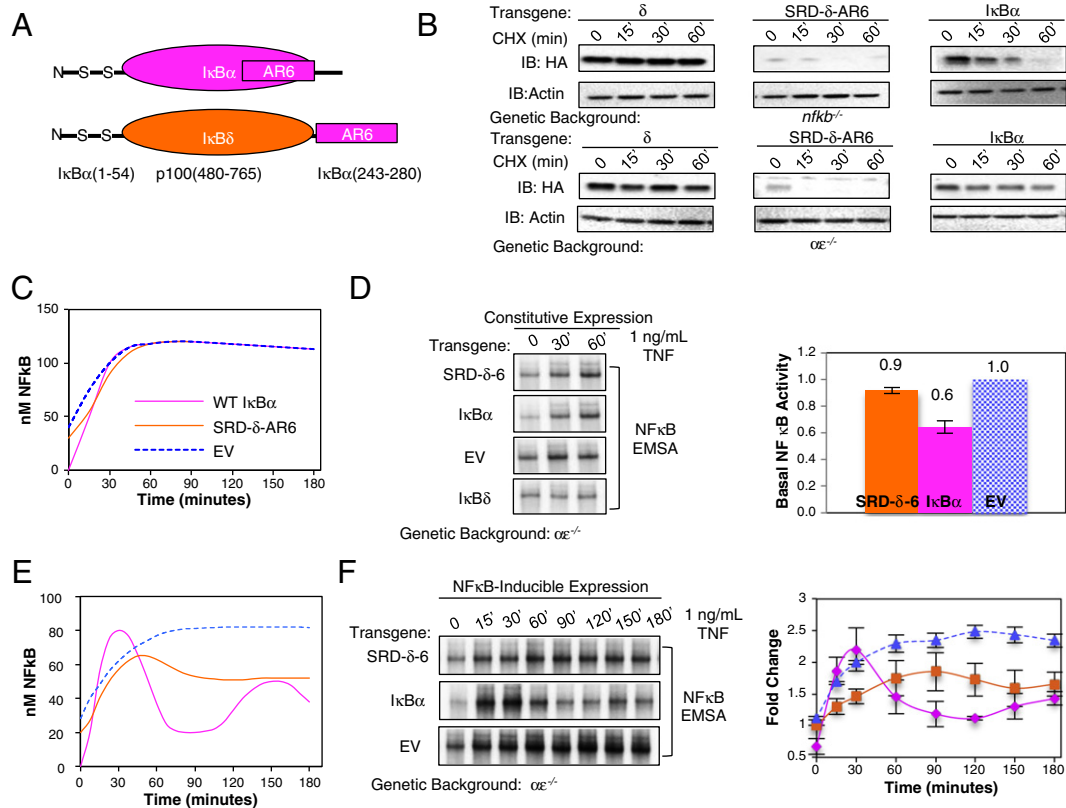 A
N S S IκBα AR6
N S S IκBδ AR6
IκBα(1-54) p100(480-765) IκBα(243-280)
B
Transgene: δ SRD-δ-AR6 IκBα
CHX (min) 0 15' 30' 60' 0 15' 30' 60' 0 15' 30' 60'
IB: HA
IB:Actin
Genetic Background: nfkb-/-
Transgene: δ SRD-δ-AR6 IκBα
CHX (min) 0 15' 30' 60' 0 15' 30' 60' 0 15' 30' 60'
IB: HA
IB: Actin
Genetic Background: αε-/-
C
nM NFkB
150
100
50
0
WT IκBα
SRD-δ-AR6
EV
0 30 60 90 120 150 180
Time (minutes)
D
Constitutive Expression
Transgene: 0 30' 60' 1 ng/mL
TNF
SRD-δ-6
IκBα
EV
IκBδ
NFκB
EMSA
Genetic Background: αε-/-
Basal NF κB Activity
1.2
1.0
0.8
0.6
0.4
0.2
0.0
0.9 0.6 1.0
SRD-δ-6 IκBα EV
E
nM NFkB
100
80
60
40
20
0
0 30 60 90 120 150 180
Time (minutes)
F
NFκB-Inducible Expression
Transgene: 0 15' 30' 60' 90' 120' 150' 180' 1 ng/mL
TNF
SRD-δ-6
IκBα
EV
NFκB
EMSA
Genetic Background: αε-/-
Fold Change
3
2.5
2
1.5
1
0.5
0 30 60 90 120 150 180
Time (minutes)